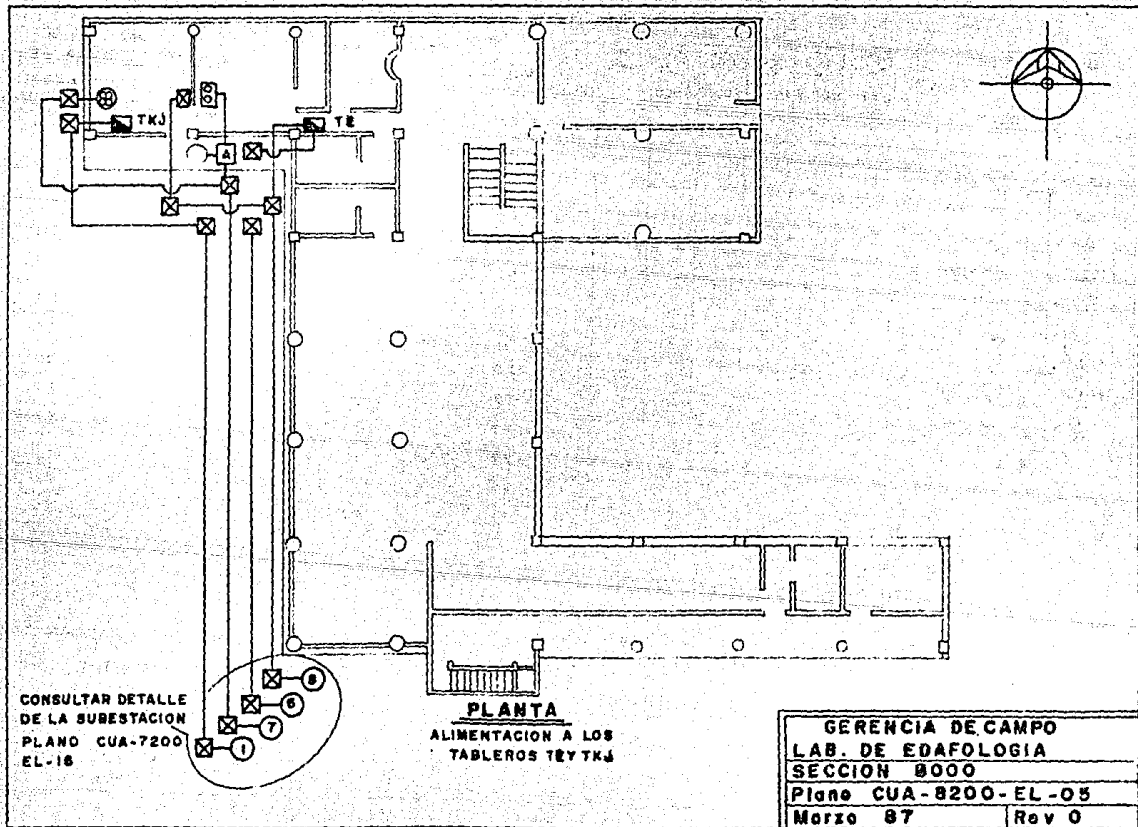 TKJ
TE
A
8
6
7
1
CONSULTAR DETALLE
DE LA SUBESTACION
PLANO CUA-7200
EL-16
PLANTA
ALIMENTACION A LOS
TABLEROS TE Y TKJ
GERENCIA DE CAMPO
LAB. DE EDAFOLOGIA
SECCION 8000
Plano CUA-8200-EL-05
Marzo 87
Rev 0